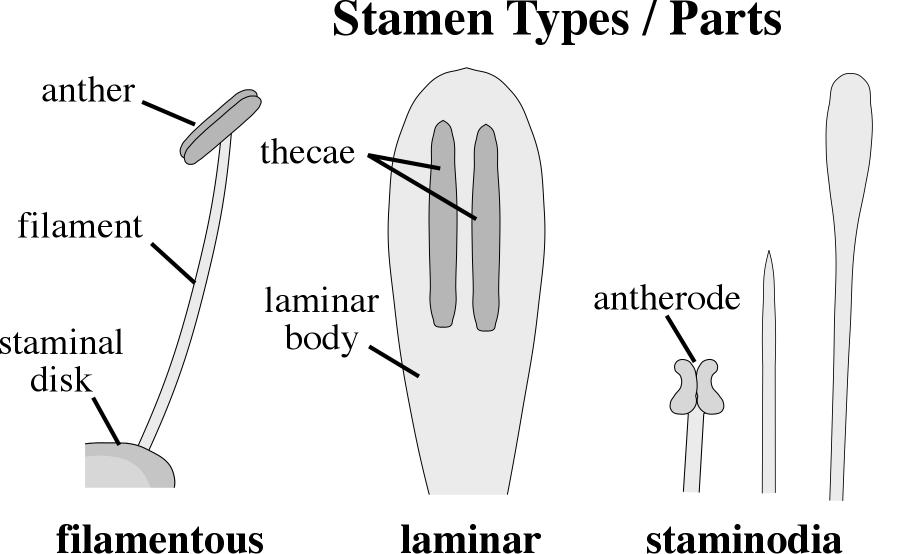 Stamen Types / Parts
anther
filament
staminal
disk
filamentous
thecae
laminar
body
laminar
antherode
staminodia